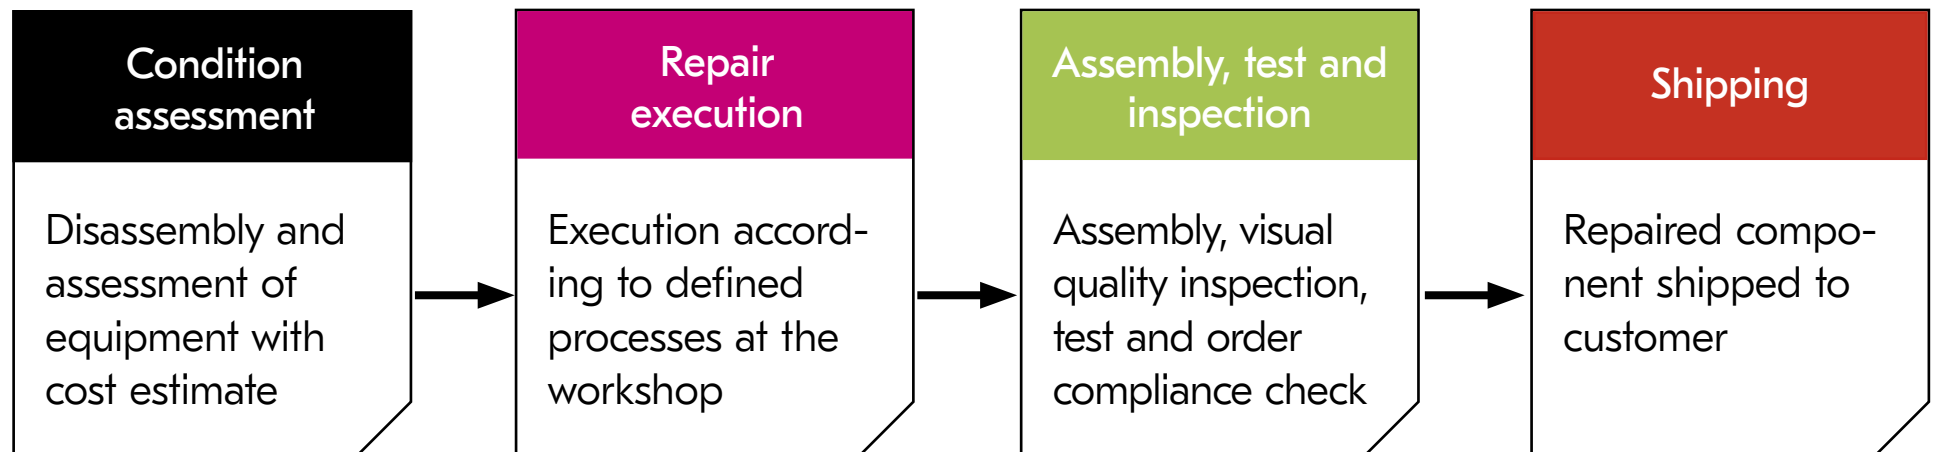 Condition
assessment
Disassembly and
assessment of
equipment with
cost estimate
Repair
execution
Execution accord-
ing to defined
processes at the
workshop
Assembly, test and
inspection
Assembly, visual
quality inspection,
test and order
compliance check
Shipping
Repaired compo-
nent shipped to
customer